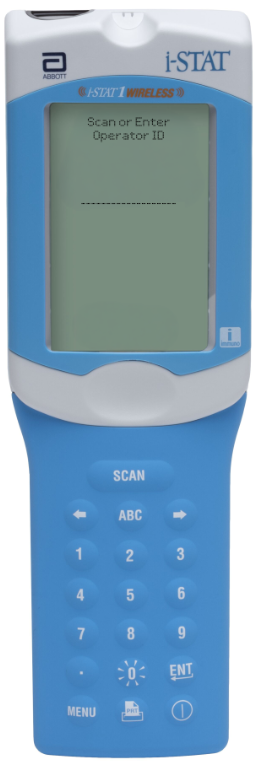 i-STAT
ABBOTT
i-STAT 1 WIRELESS
Scan or Enter
Operator ID
------------------
i
SCAN
ABC
1 2 3
4 5 6
7 8 9
. 0 ENT
MENU PRT